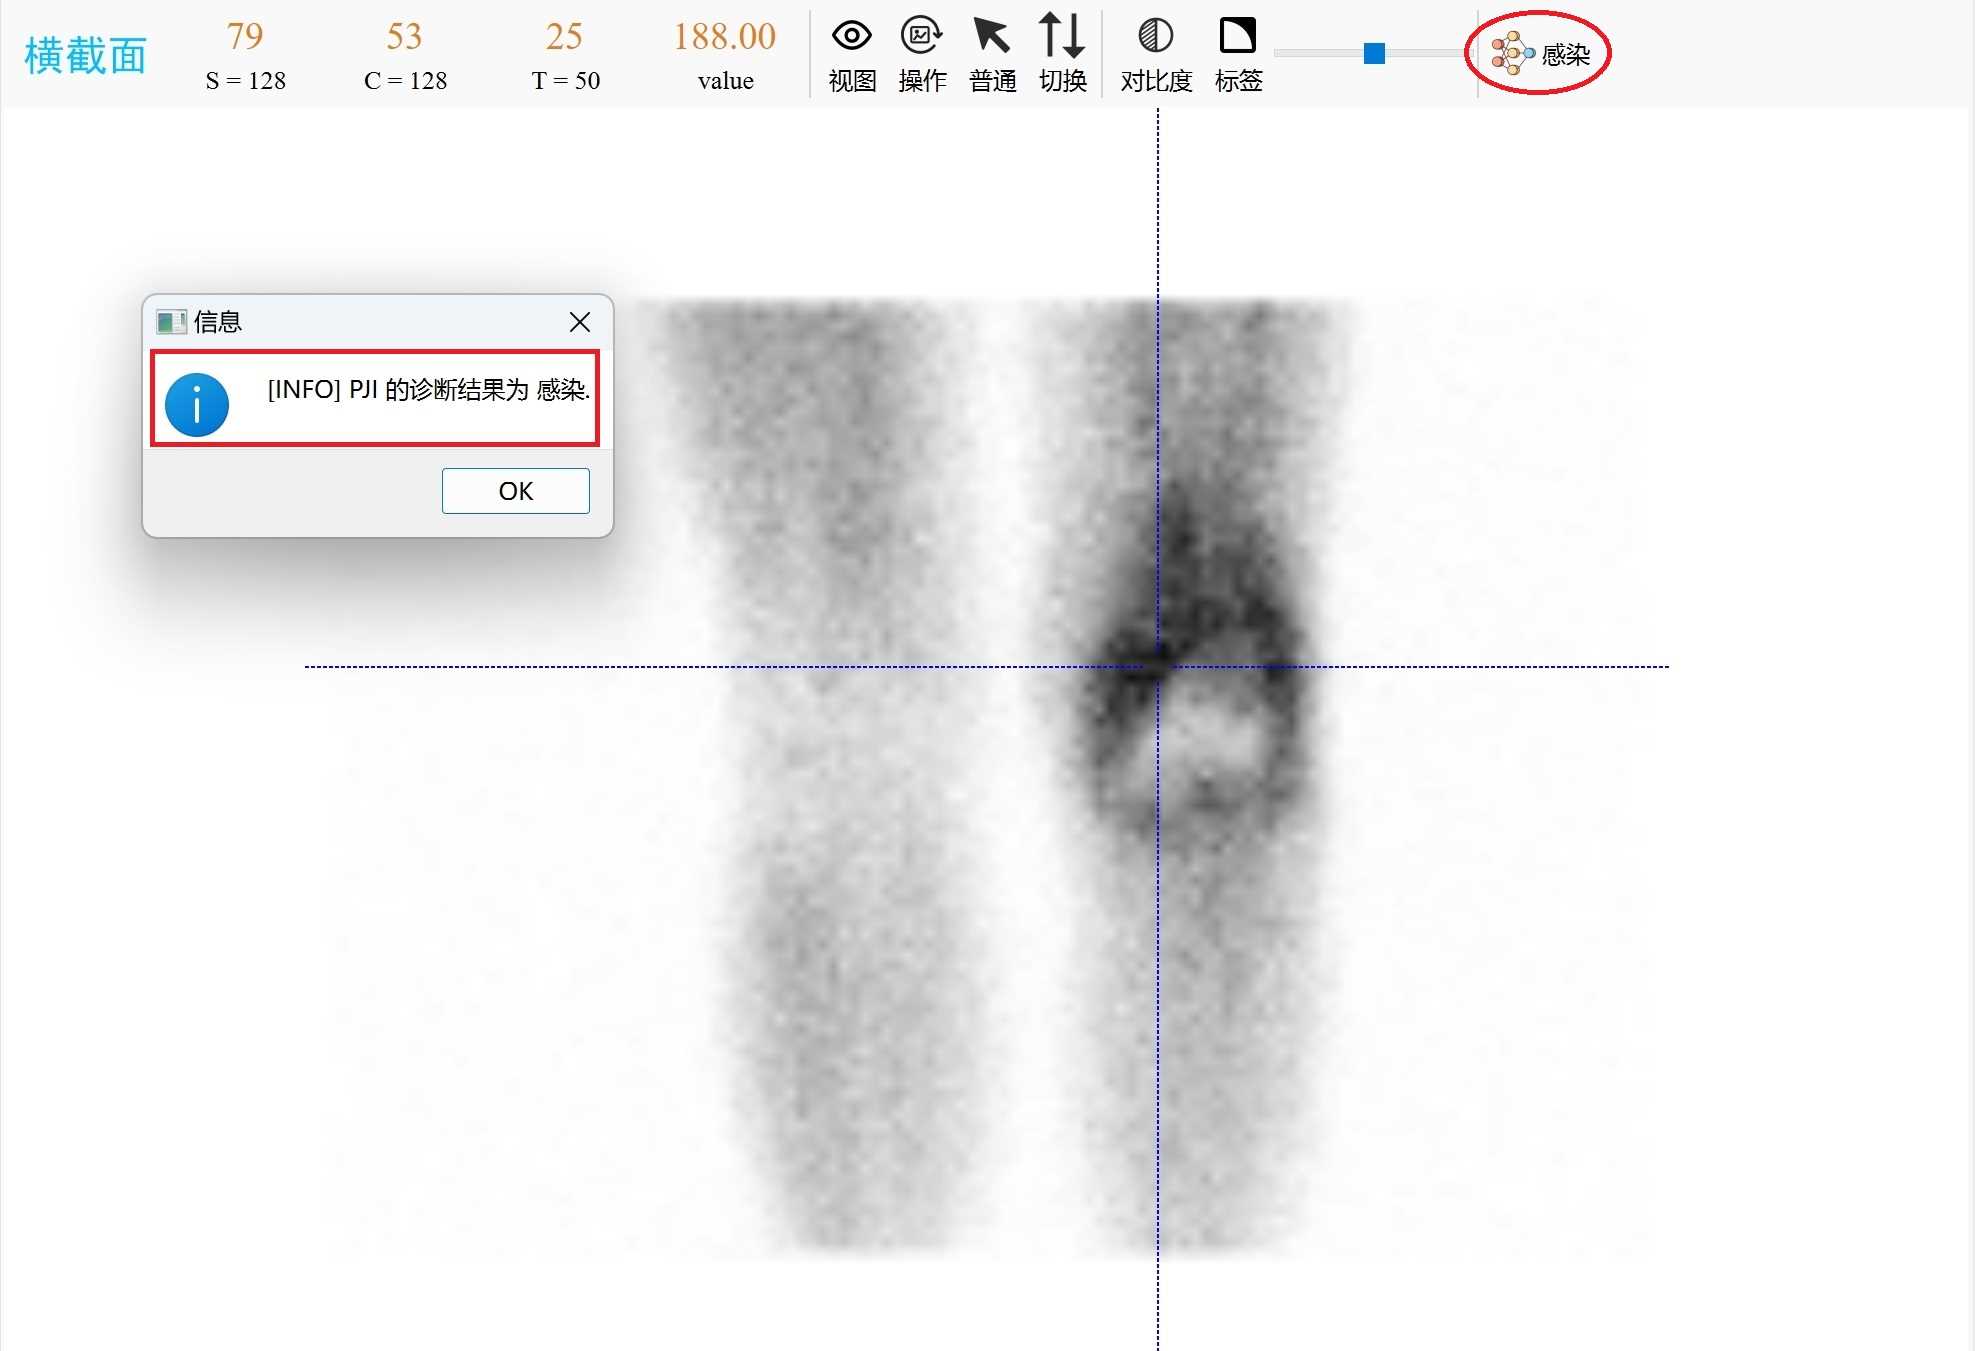 横截面
79
53
25
188.00
S = 128
C = 128
T = 50
value
视图
操作
普通
切换
对比度
标签
感染
信息
[INFO] PJI 的诊断结果为 感染.
OK